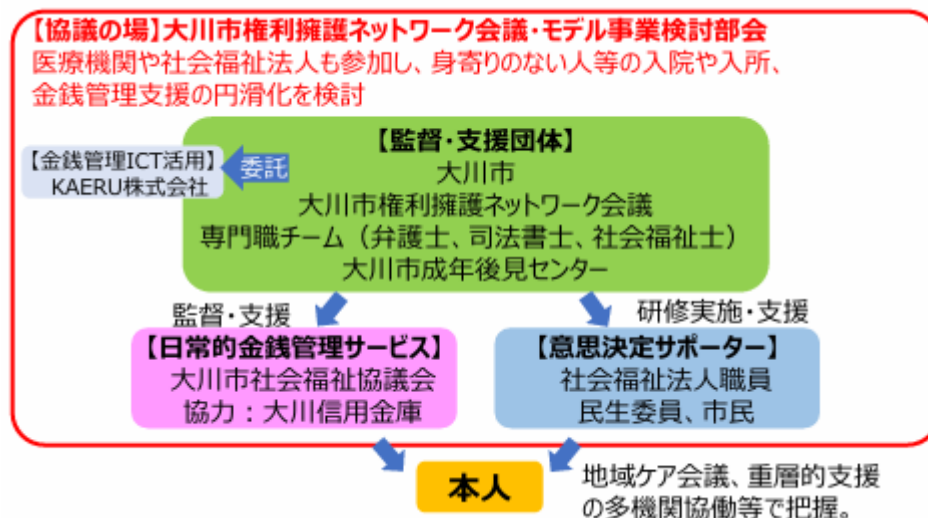 【協議の場】大川市権利擁護ネットワーク会議・モデル事業検討部会
医療機関や社会福祉法人も参加し、身寄りのない人等の入院や入所、
金銭管理支援の円滑化を検討
【監督・支援団体】
大川市
大川市権利擁護ネットワーク会議
専門職チーム（弁護士、司法書士、社会福祉士）
大川市成年後見センター
委託
【金銭管理ICT活用】
KAERU株式会社
監督・支援
研修実施・支援
【日常的金銭管理サービス】
大川市社会福祉協議会
協力：大川信用金庫
【意思決定サポーター】
社会福祉法人職員
民生委員、市民
本人
地域ケア会議、重層的支援
の多機関協働等で把握。